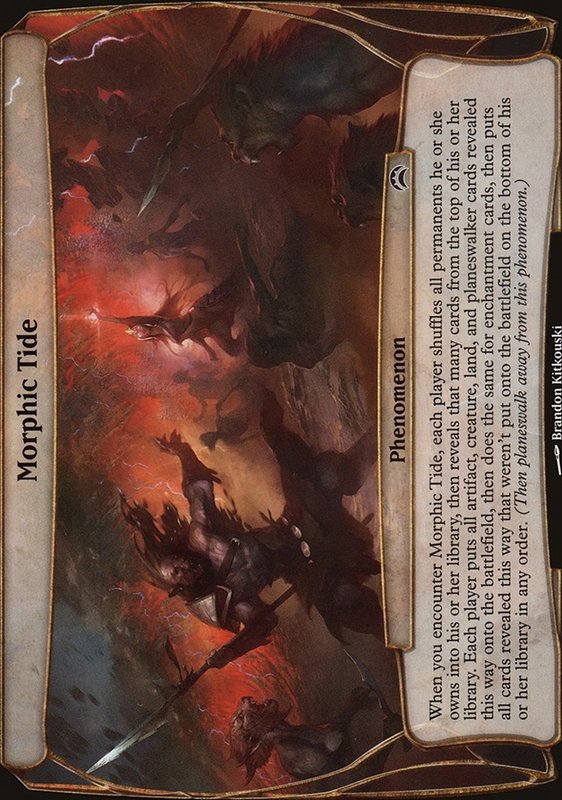 Morphic Tide
Phenomenon
When you encounter Morphic Tide, each player shuffles all permanents he or she
owns into his or her library, then reveals that many cards from the top of his or her
library. Each player puts all artifact, creature, land, and planeswalker cards revealed
this way onto the battlefield, then does the same for enchantment cards, then puts
all cards revealed this way that weren't put onto the battlefield on the bottom of his
or her library in any order. (Then planeswalk away from this phenomenon.)
Brandon Kitkouski